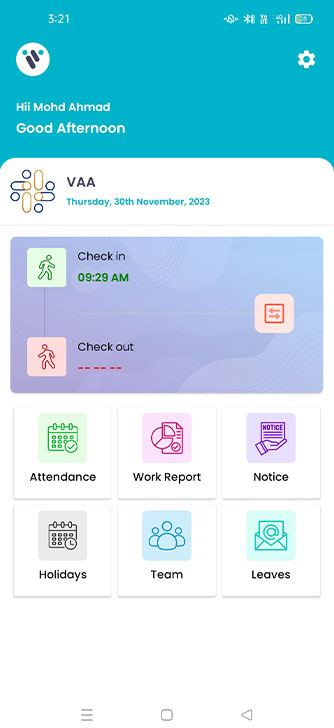 3:21
Hii Mohd Ahmad
Good Afternoon
VAA
Thursday, 30th November, 2023
Check in
09:29 AM
Check out
-- -- --
Attendance
Work Report
NOTICE
Notice
Holidays
Team
Leaves